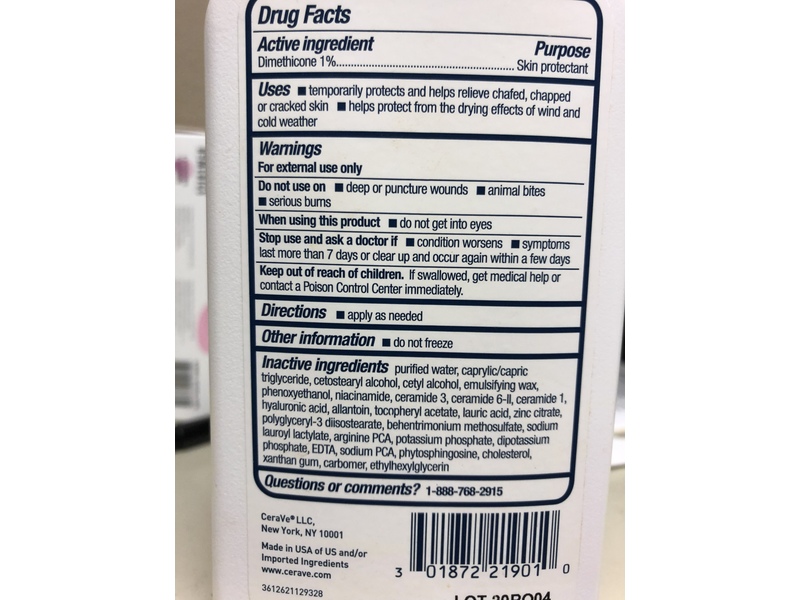 Drug Facts
Active ingredient Purpose
Dimethicone 1%.......................................................... Skin protectant
Uses ■ temporarily protects and helps relieve chafed, chapped
or cracked skin ■ helps protect from the drying effects of wind and
cold weather
Warnings
For external use only
Do not use on ■ deep or puncture wounds ■ animal bites
■ serious burns
When using this product ■ do not get into eyes
Stop use and ask a doctor if ■ condition worsens ■ symptoms
last more than 7 days or clear up and occur again within a few days
Keep out of reach of children. If swallowed, get medical help or
contact a Poison Control Center immediately.
Directions ■ apply as needed
Other information ■ do not freeze
Inactive ingredients purified water, caprylic/capric
triglyceride, cetostearyl alcohol, cetyl alcohol, emulsifying wax,
phenoxyethanol, niacinamide, ceramide 3, ceramide 6-II, ceramide 1,
hyaluronic acid, allantoin, tocopheryl acetate, lauric acid, zinc citrate,
polyglyceryl-3 diisostearate, behentrimonium methosulfate, sodium
lauroyl lactylate, arginine PCA, potassium phosphate, dipotassium
phosphate, EDTA, sodium PCA, phytosphingosine, cholesterol,
xanthan gum, carbomer, ethylhexylglycerin
Questions or comments? 1-888-768-2915
CeraVe® LLC,
New York, NY 10001
Made in USA of US and/or
Imported Ingredients
www.cerave.com
3612621129328
3 01872 21901 0
LOT